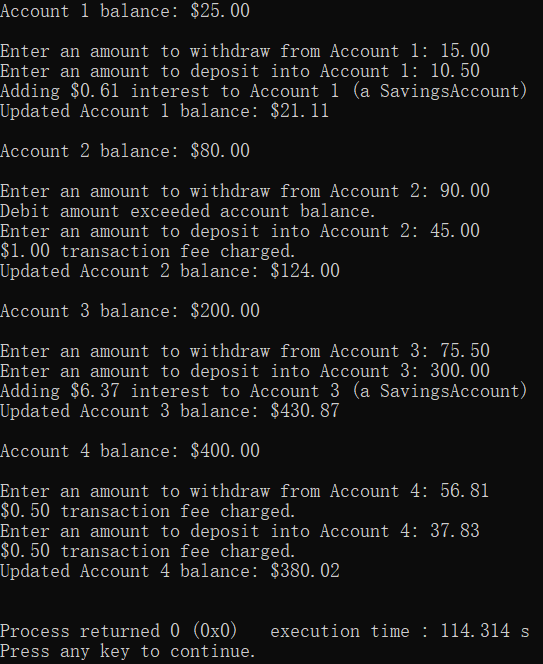 Account 1 balance: $25.00
Enter an amount to withdraw from Account 1: 15.00
Enter an amount to deposit into Account 1: 10.50
Adding $0.61 interest to Account 1 (a SavingsAccount)
Updated Account 1 balance: $21.11
Account 2 balance: $80.00
Enter an amount to withdraw from Account 2: 90.00
Debit amount exceeded account balance.
Enter an amount to deposit into Account 2: 45.00
$1.00 transaction fee charged.
Updated Account 2 balance: $124.00
Account 3 balance: $200.00
Enter an amount to withdraw from Account 3: 75.50
Enter an amount to deposit into Account 3: 300.00
Adding $6.37 interest to Account 3 (a SavingsAccount)
Updated Account 3 balance: $430.87
Account 4 balance: $400.00
Enter an amount to withdraw from Account 4: 56.81
$0.50 transaction fee charged.
Enter an amount to deposit into Account 4: 37.83
$0.50 transaction fee charged.
Updated Account 4 balance: $380.02
Process returned 0 (0x0)   execution time : 114.314 s
Press any key to continue.